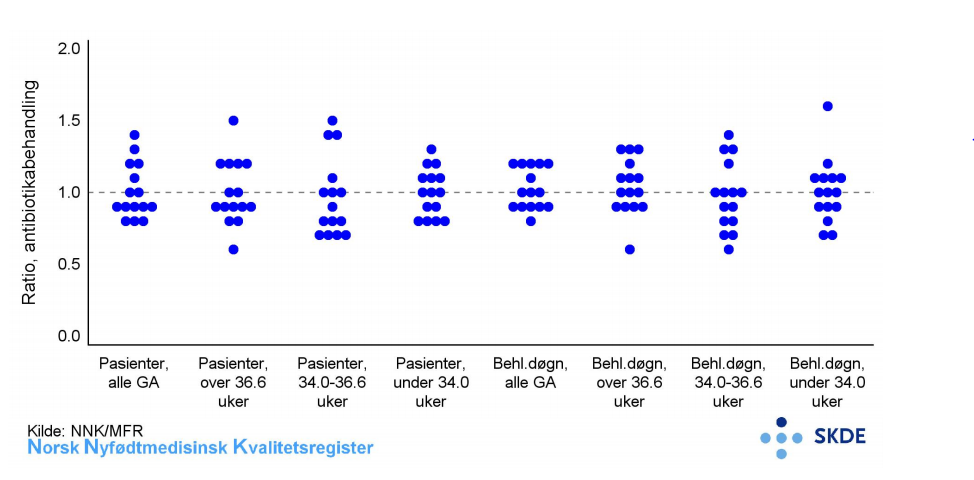 Ratio, antibiotikabehandling
2.0
1.5
1.0
0.5
0.0
Pasienter,
alle GA
Pasienter,
over 36.6
uker
Pasienter,
34.0-36.6
uker
Pasienter,
under 34.0
uker
Behl.døgn,
alle GA
Behl.døgn,
over 36.6
uker
Behl.døgn,
34.0-36.6
uker
Behl.døgn,
under 34.0
uker
Kilde: NNK/MFR
Norsk Nyfødtmedisinsk Kvalitetsregister
SKDE